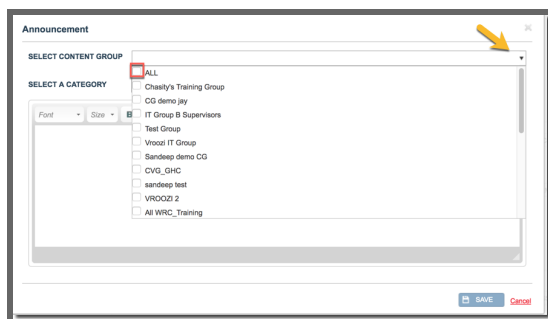 Announcement
SELECT CONTENT GROUP
ALL
SELECT A CATEGORY
Chasity's Training Group
CG demo jay
Font Size
IT Group B Supervisors
Test Group
Vroozi IT Group
Sandeep demo CG
CVG_GHC
sandeep test
VROOZI 2
All WRC_Training
SAVE Cancel